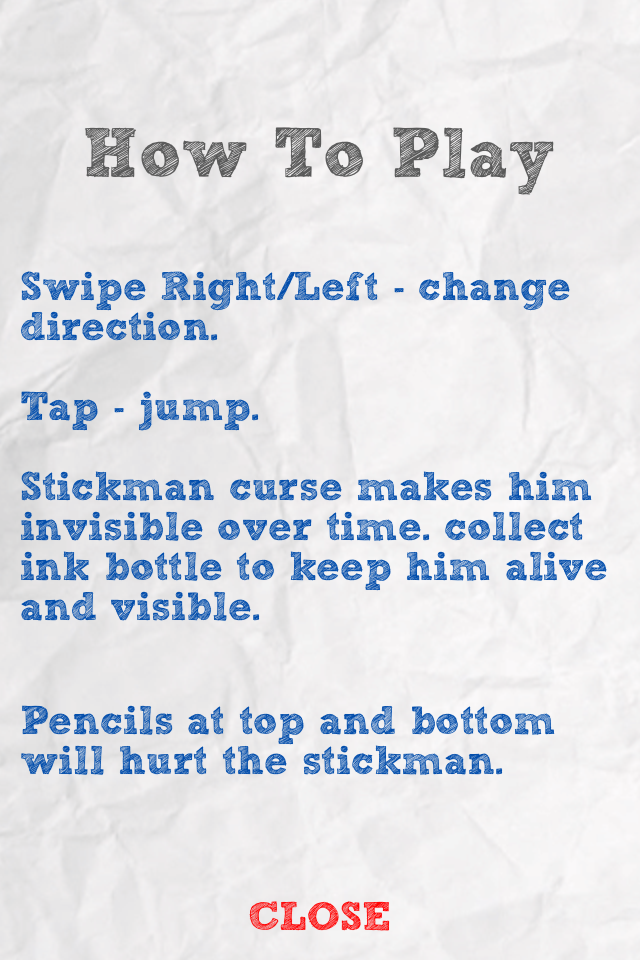 How To Play
Swipe Right/Left - change
direction.
Tap - jump.
Stickman curse makes him
invisible over time. collect
ink bottle to keep him alive
and visible.
Pencils at top and bottom
will hurt the stickman.
CLOSE